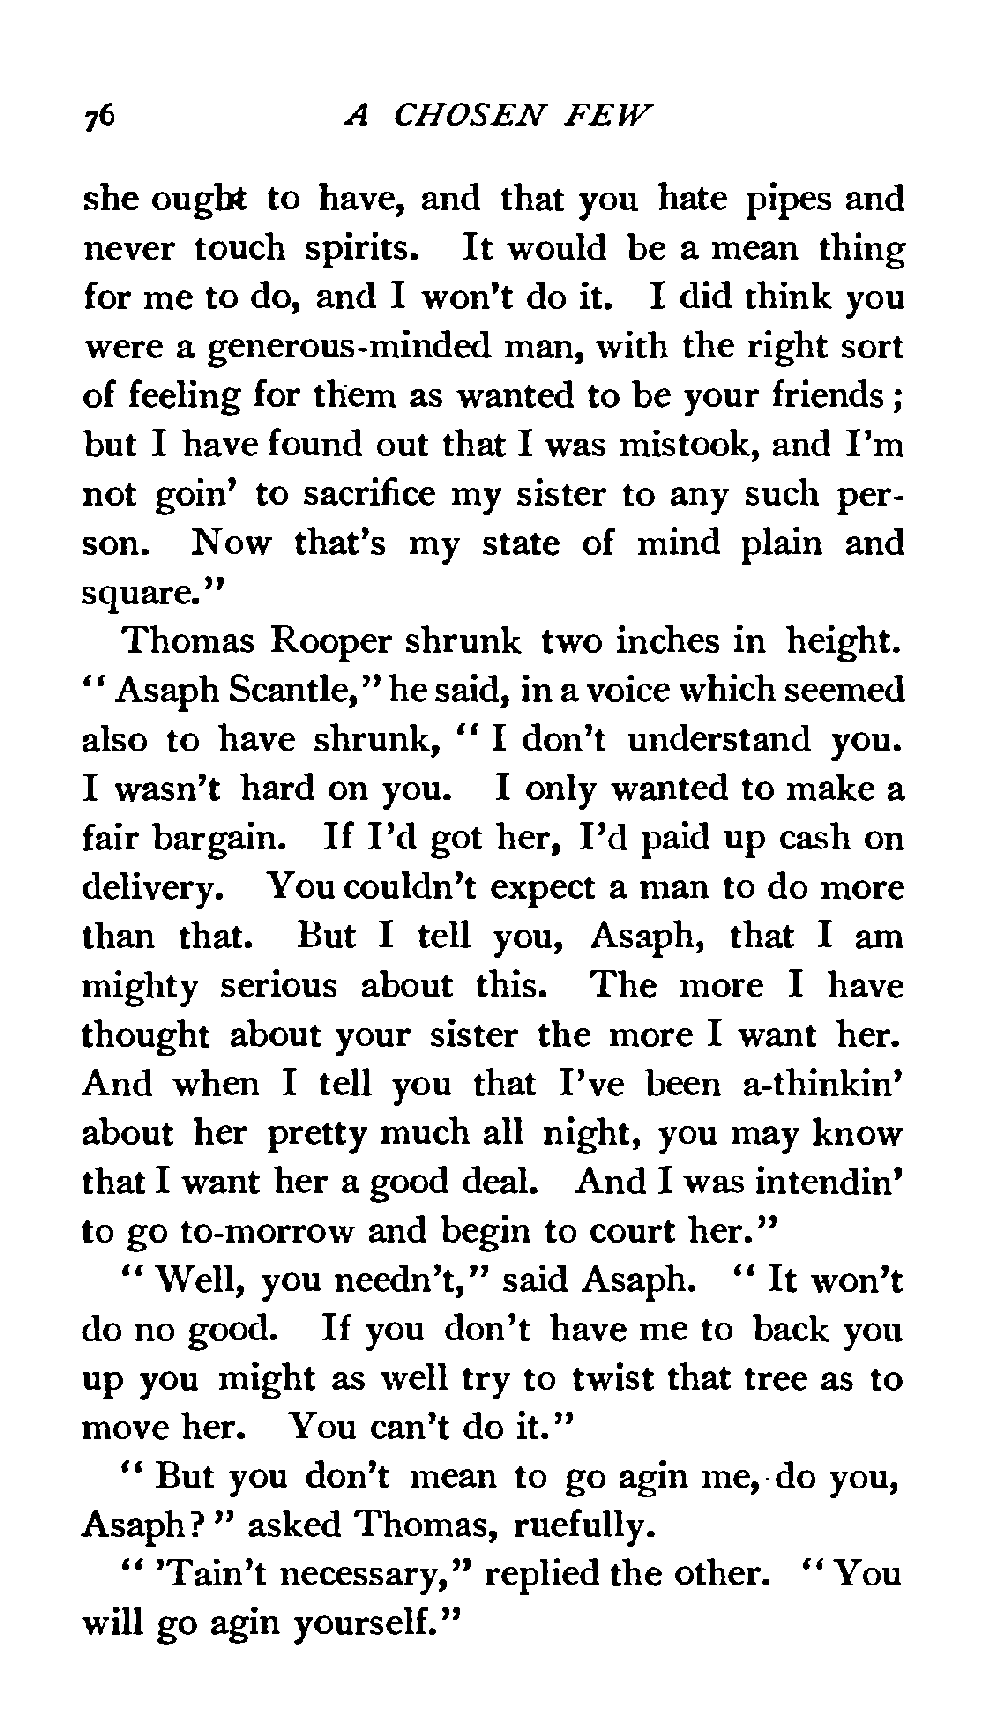 76 A CHOSEN FEW
she ought to have, and that you hate pipes and
never touch spirits. It would be a mean thing
for me to do, and I won't do it. I did think you
were a generous-minded man, with the right sort
of feeling for them as wanted to be your friends ;
but I have found out that I was mistook, and I'm
not goin' to sacrifice my sister to any such per-
son. Now that's my state of mind plain and
square."
Thomas Rooper shrunk two inches in height.
" Asaph Scantle," he said, in a voice which seemed
also to have shrunk, " I don't understand you.
I wasn't hard on you. I only wanted to make a
fair bargain. If I'd got her, I'd paid up cash on
delivery. You couldn't expect a man to do more
than that. But I tell you, Asaph, that I am
mighty serious about this. The more I have
thought about your sister the more I want her.
And when I tell you that I've been a-thinkin'
about her pretty much all night, you may know
that I want her a good deal. And I was intendin'
to go to-morrow and begin to court her."
" Well, you needn't," said Asaph. " It won't
do no good. If you don't have me to back you
up you might as well try to twist that tree as to
move her. You can't do it."
" But you don't mean to go agin me, do you,
Asaph? " asked Thomas, ruefully.
" 'Tain't necessary," replied the other. " You
will go agin yourself."